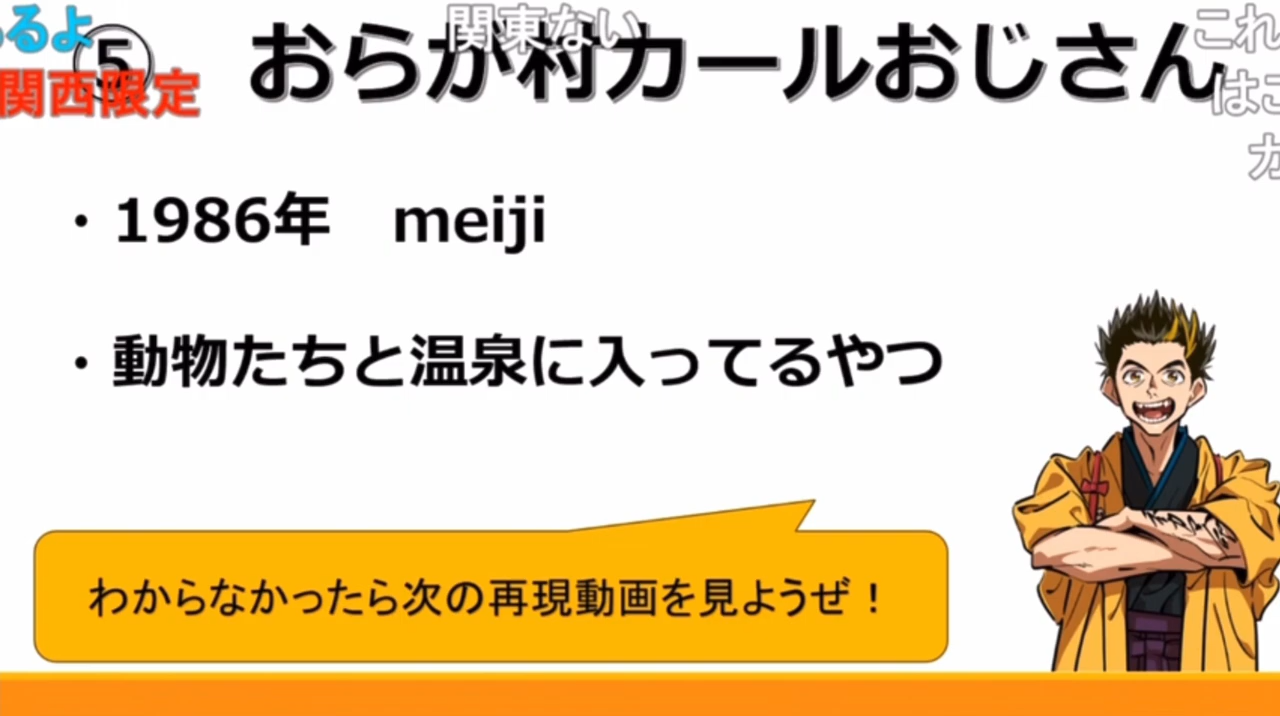 ⑤ おらが村カールおじさん
るよ
関東ない
これ
関西限定
はこ
・1986年 meiji
・動物たちと温泉に入ってるやつ
わからなかったら次の再現動画を見ようぜ！